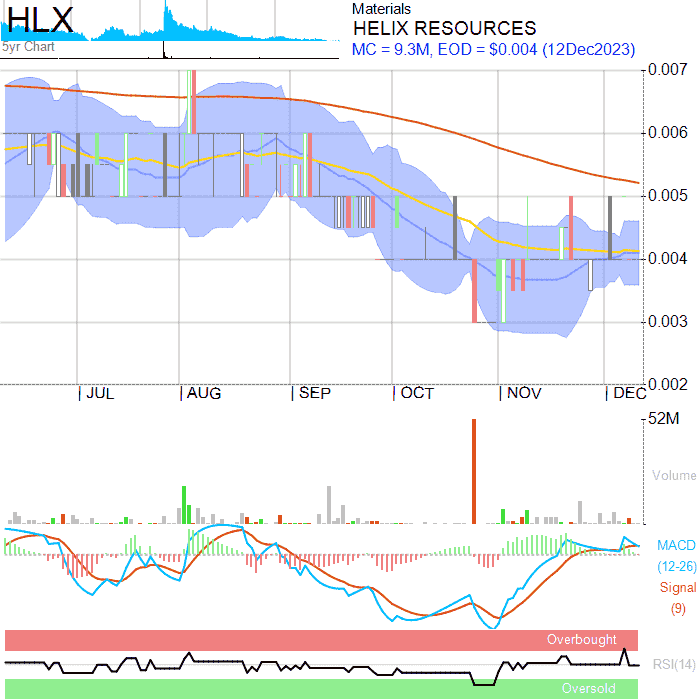 HLX
5yr Chart
Materials
HELIX RESOURCES
MC = 9.3M, EOD = $0.004 (12Dec2023)
0.007
0.006
0.005
0.004
0.003
0.002
JUL AUG SEP OCT NOV DEC
52M
Volume
MACD
(12-26)
Signal
(9)
Overbought
RSI(14)
Oversold